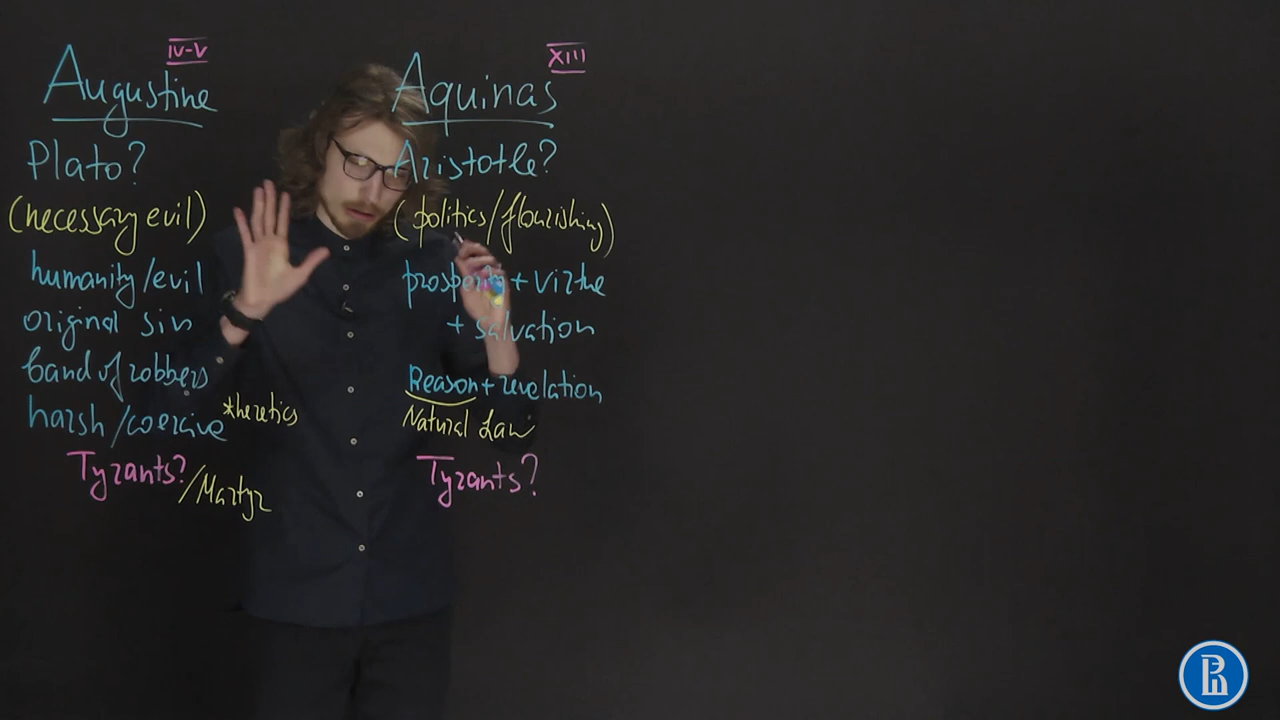 IV-V
Augustine
Plato?
(necessary evil)
humanity/evil
original sin
band of robbers
harsh/coercive *heretics
Tyrants? /Martyr
XIII
Aquinas
Aristotle?
(politics/flourishing)
prosperity + virtue
+ salvation
Reason + revelation
Natural Law
Tyrants?